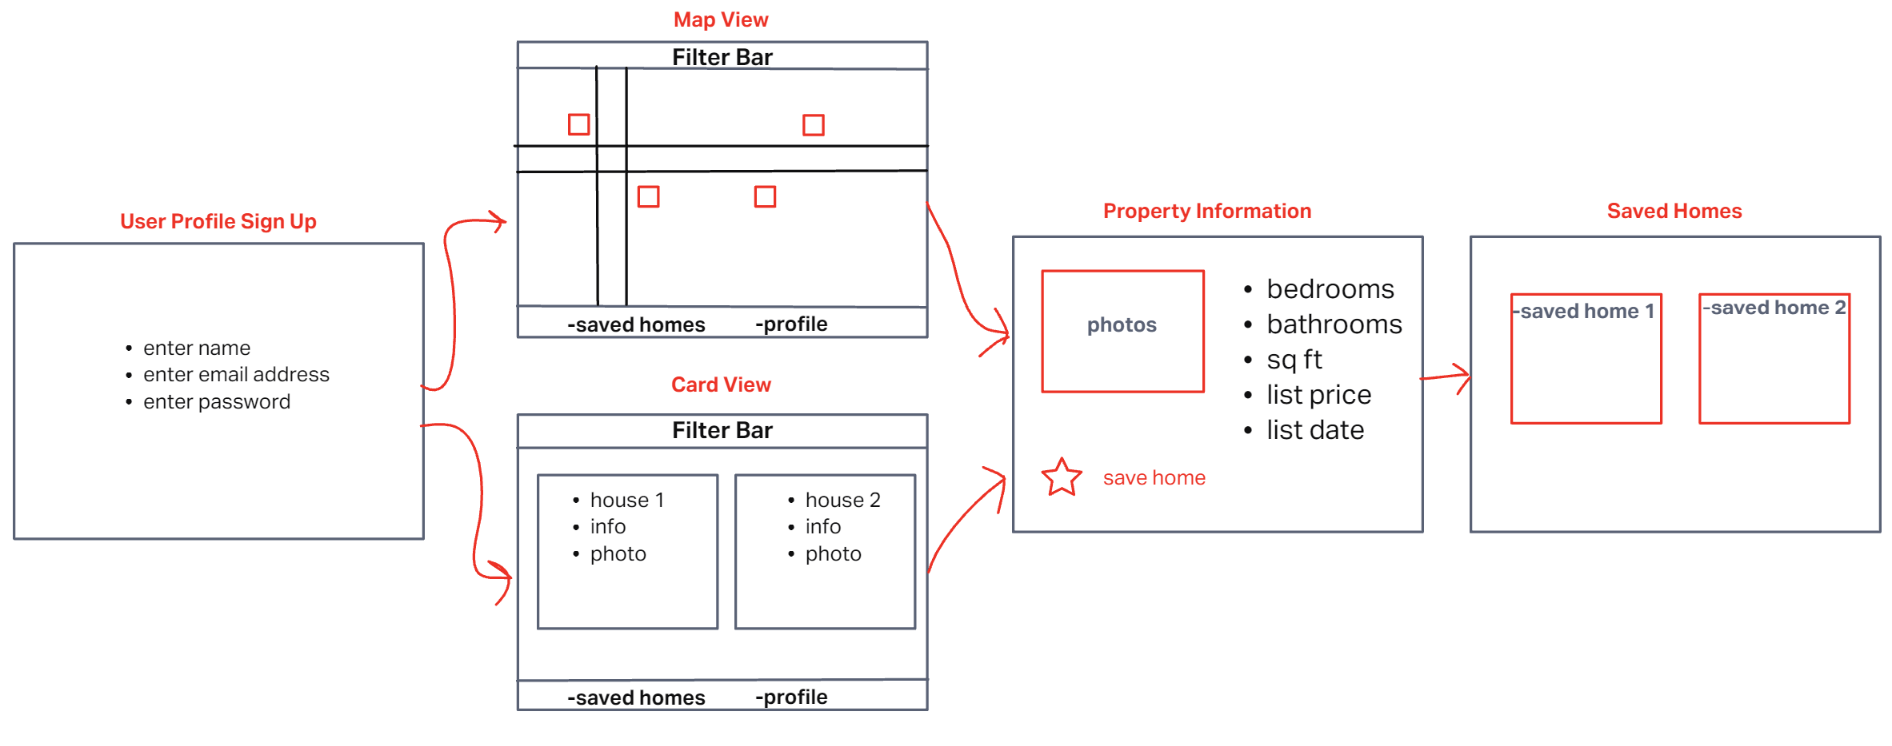 User Profile Sign Up
• enter name
• enter email address
• enter password
Map View
Filter Bar
-saved homes
-profile
Card View
Filter Bar
• house 1
• info
• photo
• house 2
• info
• photo
-saved homes
-profile
Property Information
photos
• bedrooms
• bathrooms
• sq ft
• list price
• list date
save home
Saved Homes
-saved home 1
-saved home 2